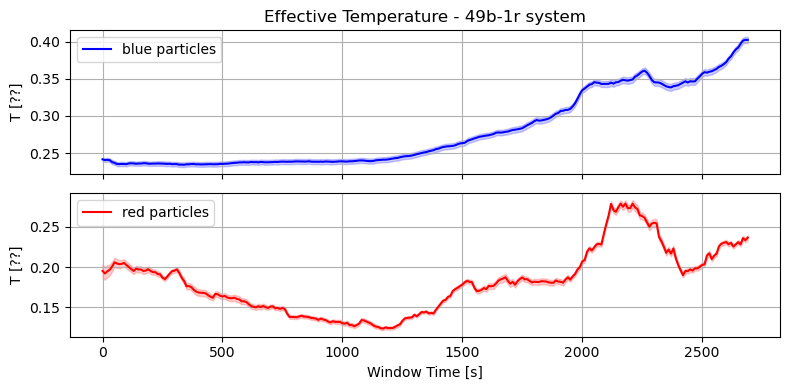 Effective Temperature - 49b-1r system
0.40
0.35
0.30
0.25
T [??]
blue particles
0.25
0.20
0.15
T [??]
red particles
0 500 1000 1500 2000 2500
Window Time [s]